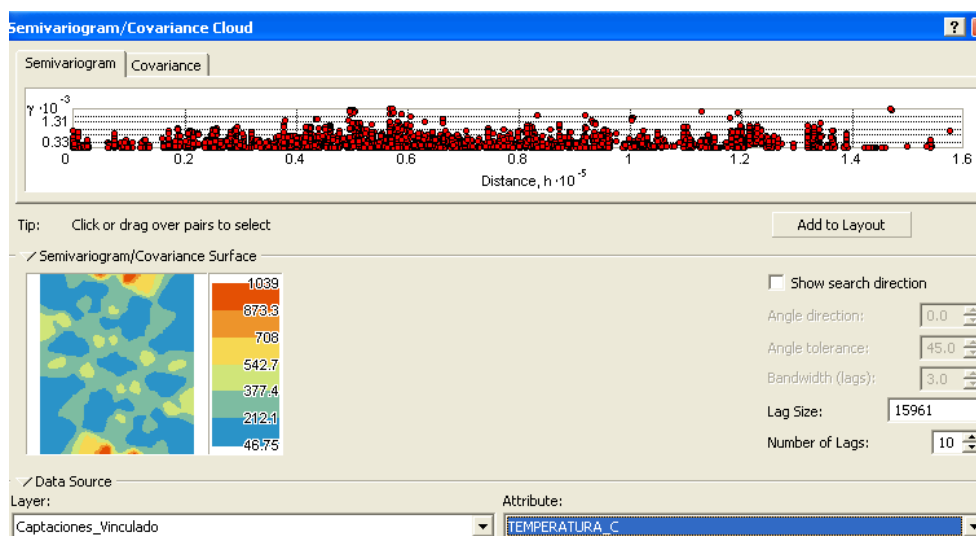 Semivariogram/Covariance Cloud
Semivariogram Covariance
γ ·10 -3
1.31
0.33
0 0.2 0.4 0.6 0.8 1 1.2 1.4 1.6
Distance, h ·10 -5
Tip: Click or drag over pairs to select Add to Layout
Semivariogram/Covariance Surface
1039
873.3
708
542.7
377.4
212.1
46.75
Show search direction
Angle direction: 0.0
Angle tolerance: 45.0
Bandwidth (lags): 3.0
Lag Size: 15961
Number of Lags: 10
Data Source
Layer: Attribute:
Captaciones_Vinculado TEMPERATURA_C